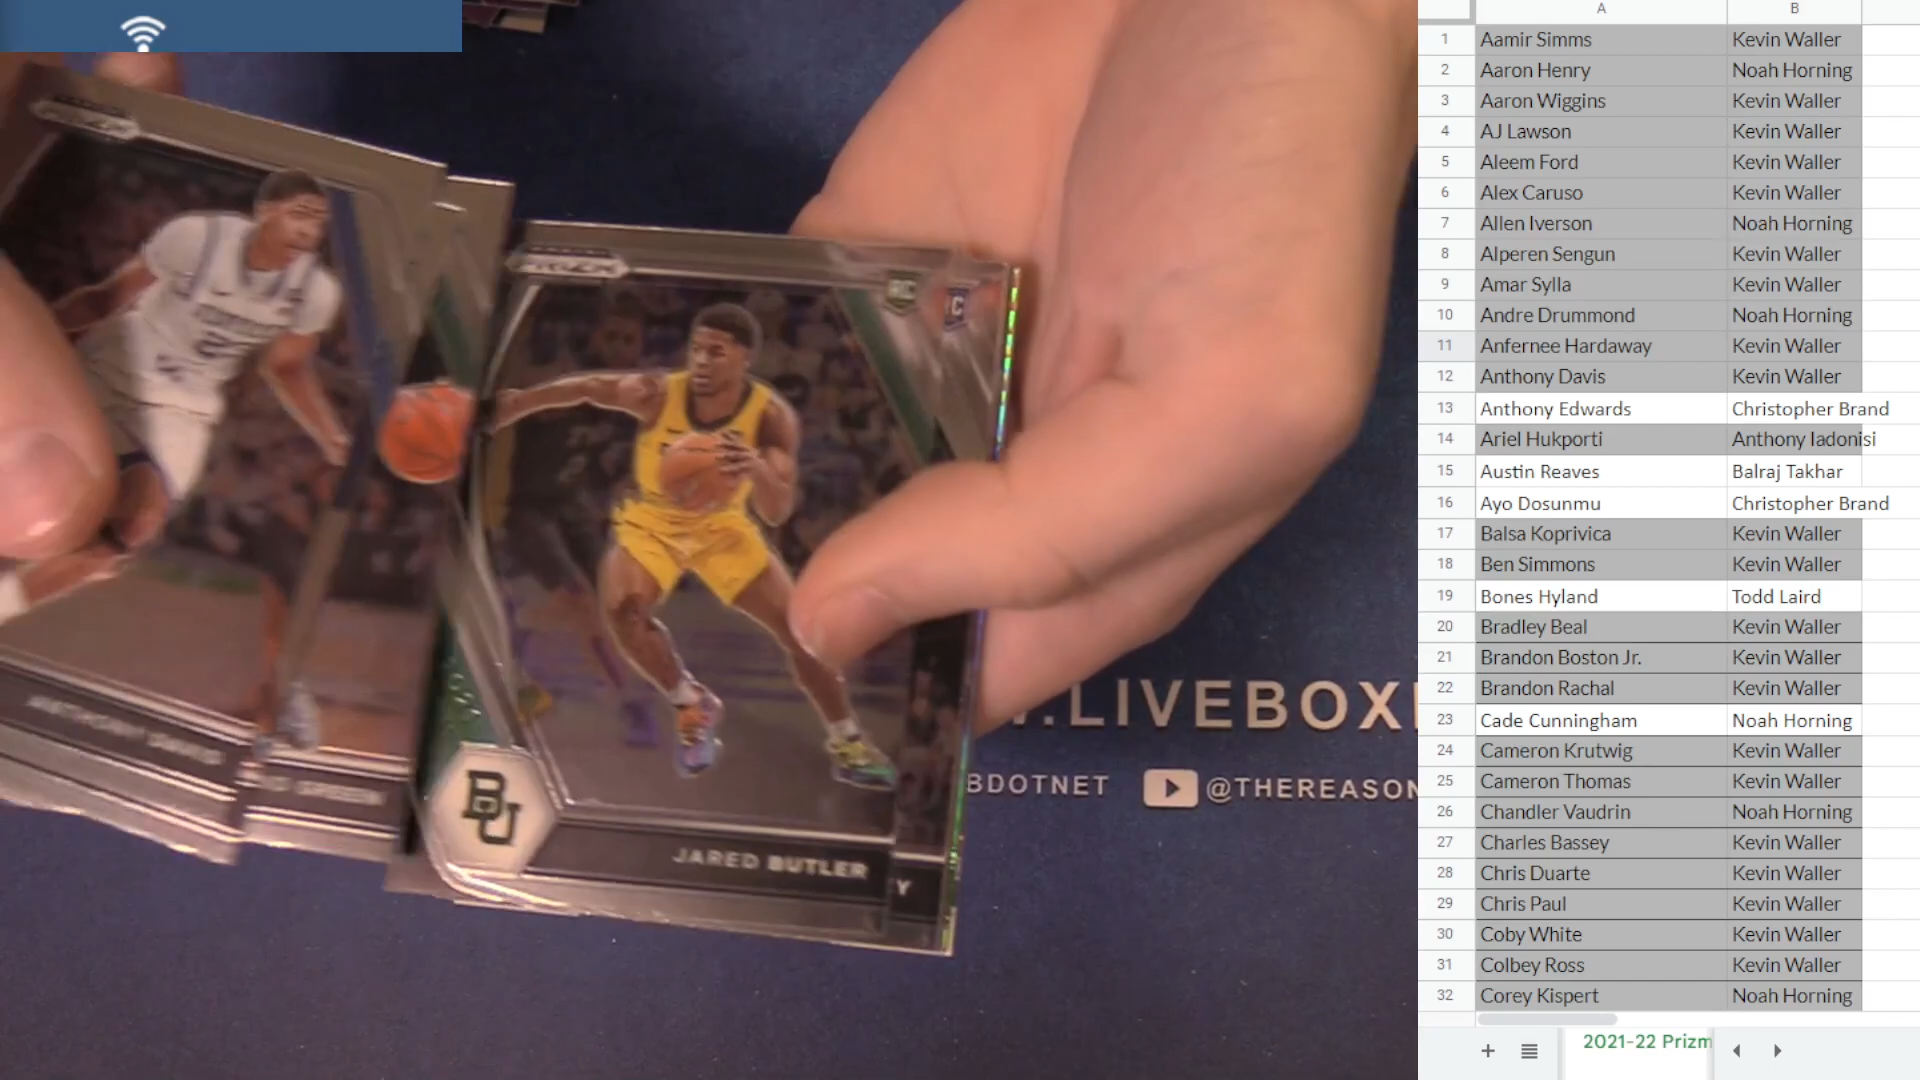 PRIZM
RC
BU
ANTHONY DAVIS
GREEN
JARED BUTLER
Y
.LIVEBOX
BDOTNET
@THEREASON
A B
1 Aamir Simms Kevin Waller
2 Aaron Henry Noah Horning
3 Aaron Wiggins Kevin Waller
4 AJ Lawson Kevin Waller
5 Aleem Ford Kevin Waller
6 Alex Caruso Kevin Waller
7 Allen Iverson Noah Horning
8 Alperen Sengun Kevin Waller
9 Amar Sylla Kevin Waller
10 Andre Drummond Noah Horning
11 Anfernee Hardaway Kevin Waller
12 Anthony Davis Kevin Waller
13 Anthony Edwards Christopher Brand
14 Ariel Hukporti Anthony Iadonisi
15 Austin Reaves Balraj Takhar
16 Ayo Dosunmu Christopher Brand
17 Balsa Koprivica Kevin Waller
18 Ben Simmons Kevin Waller
19 Bones Hyland Todd Laird
20 Bradley Beal Kevin Waller
21 Brandon Boston Jr. Kevin Waller
22 Brandon Rachal Kevin Waller
23 Cade Cunningham Noah Horning
24 Cameron Krutwig Kevin Waller
25 Cameron Thomas Kevin Waller
26 Chandler Vaudrin Noah Horning
27 Charles Bassey Kevin Waller
28 Chris Duarte Kevin Waller
29 Chris Paul Kevin Waller
30 Coby White Kevin Waller
31 Colbey Ross Kevin Waller
32 Corey Kispert Noah Horning
2021-22 Prizm